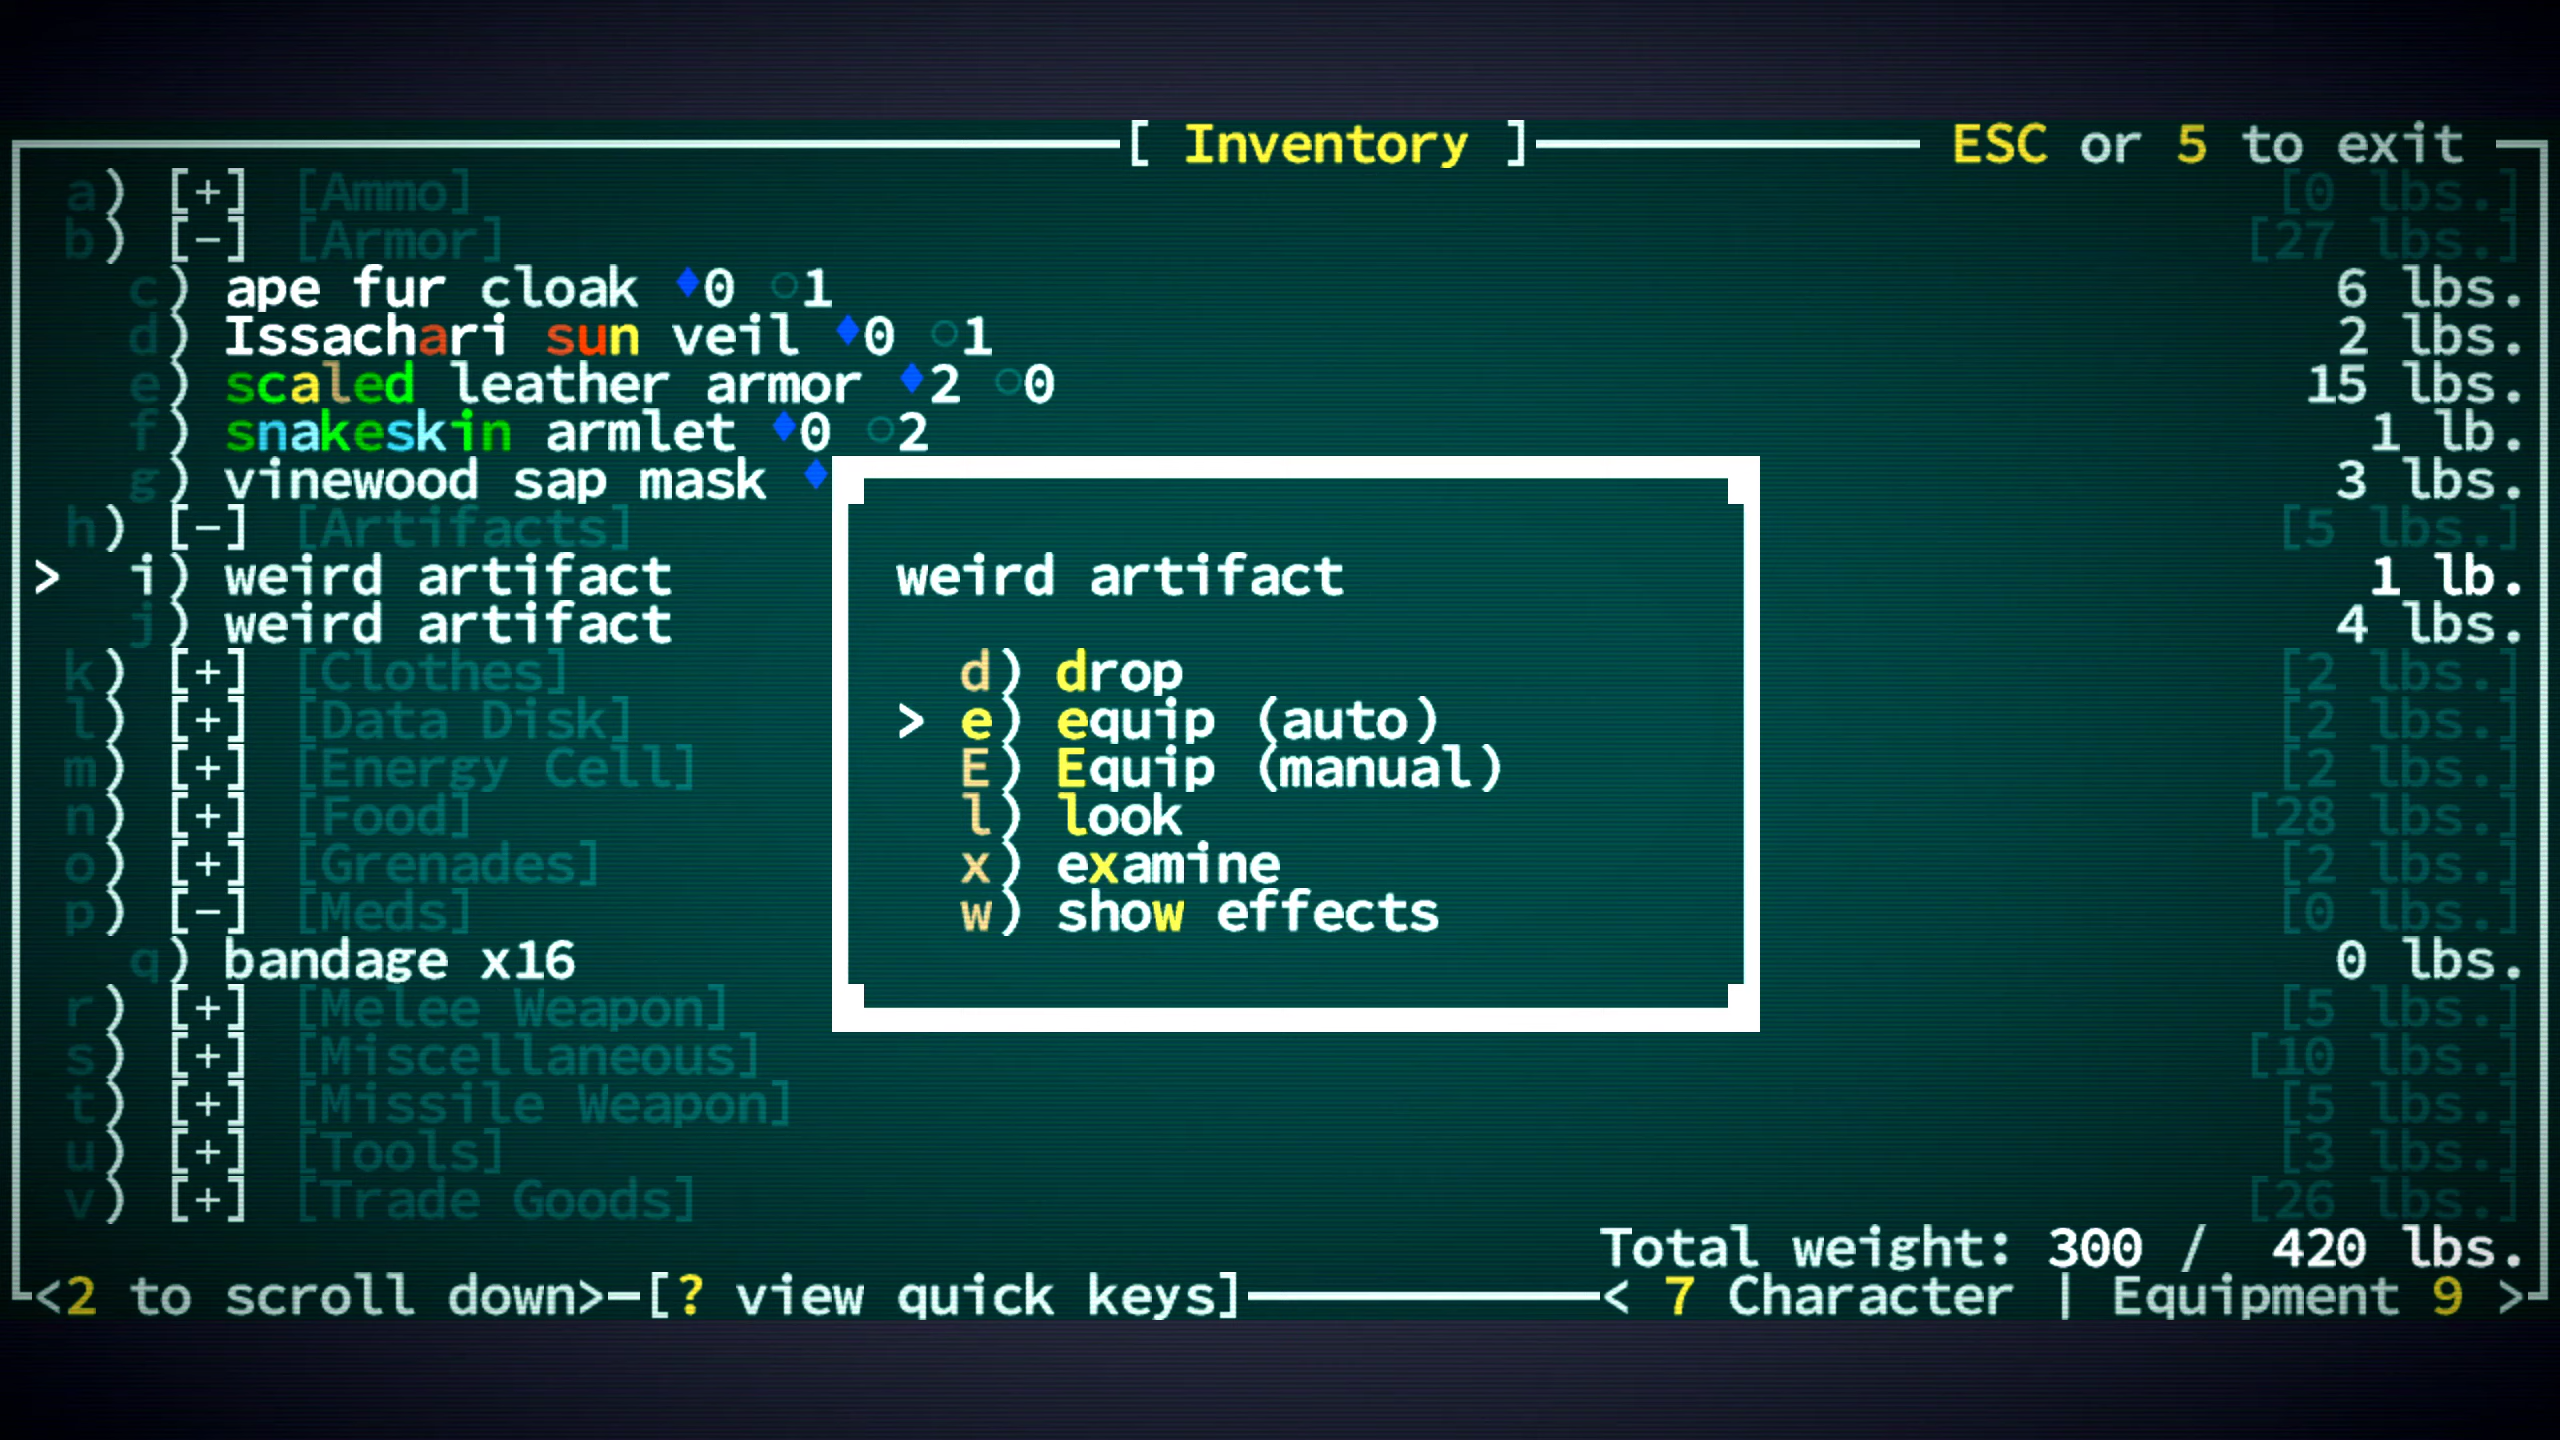 [ Inventory ] ESC or 5 to exit
a) [+] [Ammo] [0 lbs.]
b) [-] [Armor] [27 lbs.]
c) ape fur cloak ♦0 ○1 6 lbs.
d) Issachari sun veil ♦0 ○1 2 lbs.
e) scaled leather armor ♦2 ○0 15 lbs.
f) snakeskin armlet ♦0 ○2 1 lb.
g) vinewood sap mask ♦ 3 lbs.
h) [-] [Artifacts] [5 lbs.]
> i) weird artifact 1 lb.
j) weird artifact 4 lbs.
k) [+] [Clothes] [2 lbs.]
l) [+] [Data Disk] [2 lbs.]
m) [+] [Energy Cell] [2 lbs.]
n) [+] [Food] [28 lbs.]
o) [+] [Grenades] [2 lbs.]
p) [-] [Meds] [0 lbs.]
q) bandage x16 0 lbs.
r) [+] [Melee Weapon] [5 lbs.]
s) [+] [Miscellaneous] [10 lbs.]
t) [+] [Missile Weapon] [5 lbs.]
u) [+] [Tools] [3 lbs.]
v) [+] [Trade Goods] [26 lbs.]
weird artifact
d) drop
> e) equip (auto)
E) Equip (manual)
l) look
x) examine
w) show effects
Total weight: 300 / 420 lbs.
<2 to scroll down> [? view quick keys] < 7 Character | Equipment 9 >